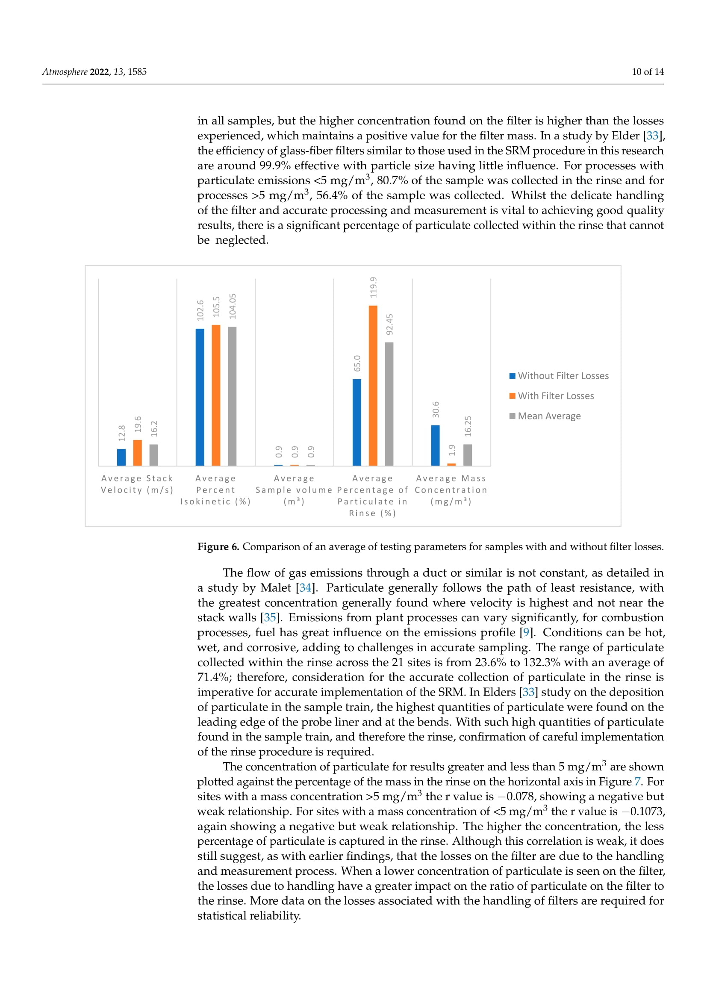 Atmosphere 2022, 13, 1585
10 of 14
in all samples, but the higher concentration found on the filter is higher than the losses
experienced, which maintains a positive value for the filter mass. In a study by Elder [33],
the efficiency of glass-fiber filters similar to those used in the SRM procedure in this research
are around 99.9% effective with particle size having little influence. For processes with
particulate emissions <5 mg/m³, 80.7% of the sample was collected in the rinse and for
processes >5 mg/m³, 56.4% of the sample was collected. Whilst the delicate handling
of the filter and accurate processing and measurement is vital to achieving good quality
results, there is a significant percentage of particulate collected within the rinse that cannot
be neglected.
12.8
19.6
16.2
102.6
105.5
104.05
0.9
0.9
0.9
65.0
119.9
92.45
30.6
1.9
16.25
Average Stack
Velocity (m/s)
Average
Percent
Isokinetic (%)
Average
Sample volume
(m³)
Average
Percentage of
Particulate in
Rinse (%)
Average Mass
Concentration
(mg/m³)
Without Filter Losses
With Filter Losses
Mean Average
Figure 6. Comparison of an average of testing parameters for samples with and without filter losses.
The flow of gas emissions through a duct or similar is not constant, as detailed in
a study by Malet [34]. Particulate generally follows the path of least resistance, with
the greatest concentration generally found where velocity is highest and not near the
stack walls [35]. Emissions from plant processes can vary significantly, for combustion
processes, fuel has great influence on the emissions profile [9]. Conditions can be hot,
wet, and corrosive, adding to challenges in accurate sampling. The range of particulate
collected within the rinse across the 21 sites is from 23.6% to 132.3% with an average of
71.4%; therefore, consideration for the accurate collection of particulate in the rinse is
imperative for accurate implementation of the SRM. In Elders [33] study on the deposition
of particulate in the sample train, the highest quantities of particulate were found on the
leading edge of the probe liner and at the bends. With such high quantities of particulate
found in the sample train, and therefore the rinse, confirmation of careful implementation
of the rinse procedure is required.
The concentration of particulate for results greater and less than 5 mg/m³ are shown
plotted against the percentage of the mass in the rinse on the horizontal axis in Figure 7. For
sites with a mass concentration >5 mg/m³ the r value is −0.078, showing a negative but
weak relationship. For sites with a mass concentration of <5 mg/m³ the r value is −0.1073,
again showing a negative but weak relationship. The higher the concentration, the less
percentage of particulate is captured in the rinse. Although this correlation is weak, it does
still suggest, as with earlier findings, that the losses on the filter are due to the handling
and measurement process. When a lower concentration of particulate is seen on the filter,
the losses due to handling have a greater impact on the ratio of particulate on the filter to
the rinse. More data on the losses associated with the handling of filters are required for
statistical reliability.